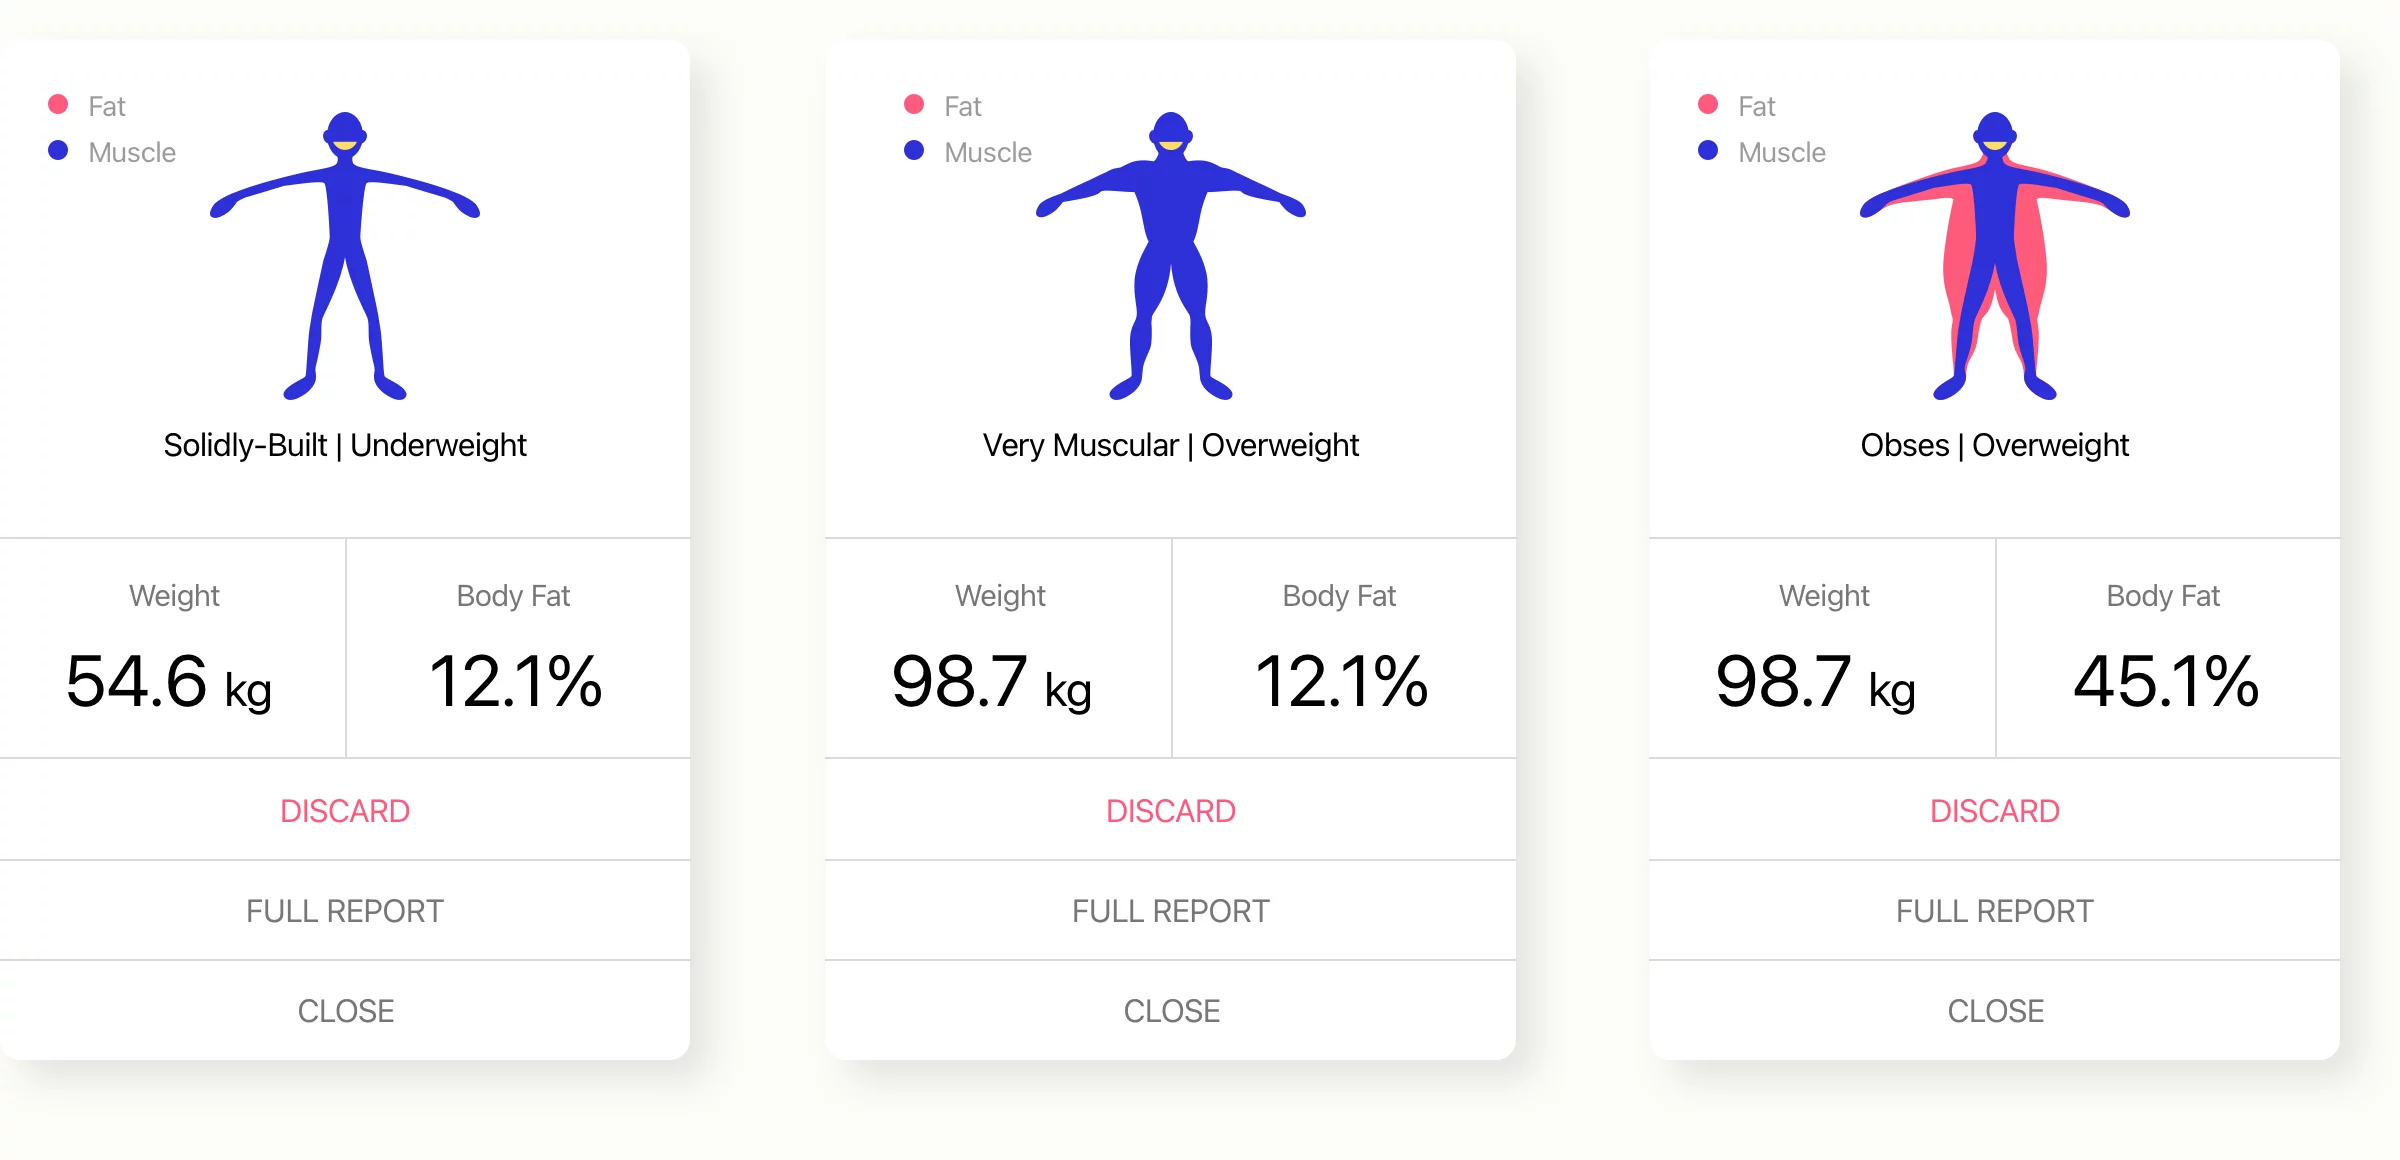 Fat
Muscle
Solidly-Built | Underweight
Weight
Body Fat
54.6 kg
12.1%
DISCARD
FULL REPORT
CLOSE
Fat
Muscle
Very Muscular | Overweight
Weight
Body Fat
98.7 kg
12.1%
DISCARD
FULL REPORT
CLOSE
Fat
Muscle
Obses | Overweight
Weight
Body Fat
98.7 kg
45.1%
DISCARD
FULL REPORT
CLOSE